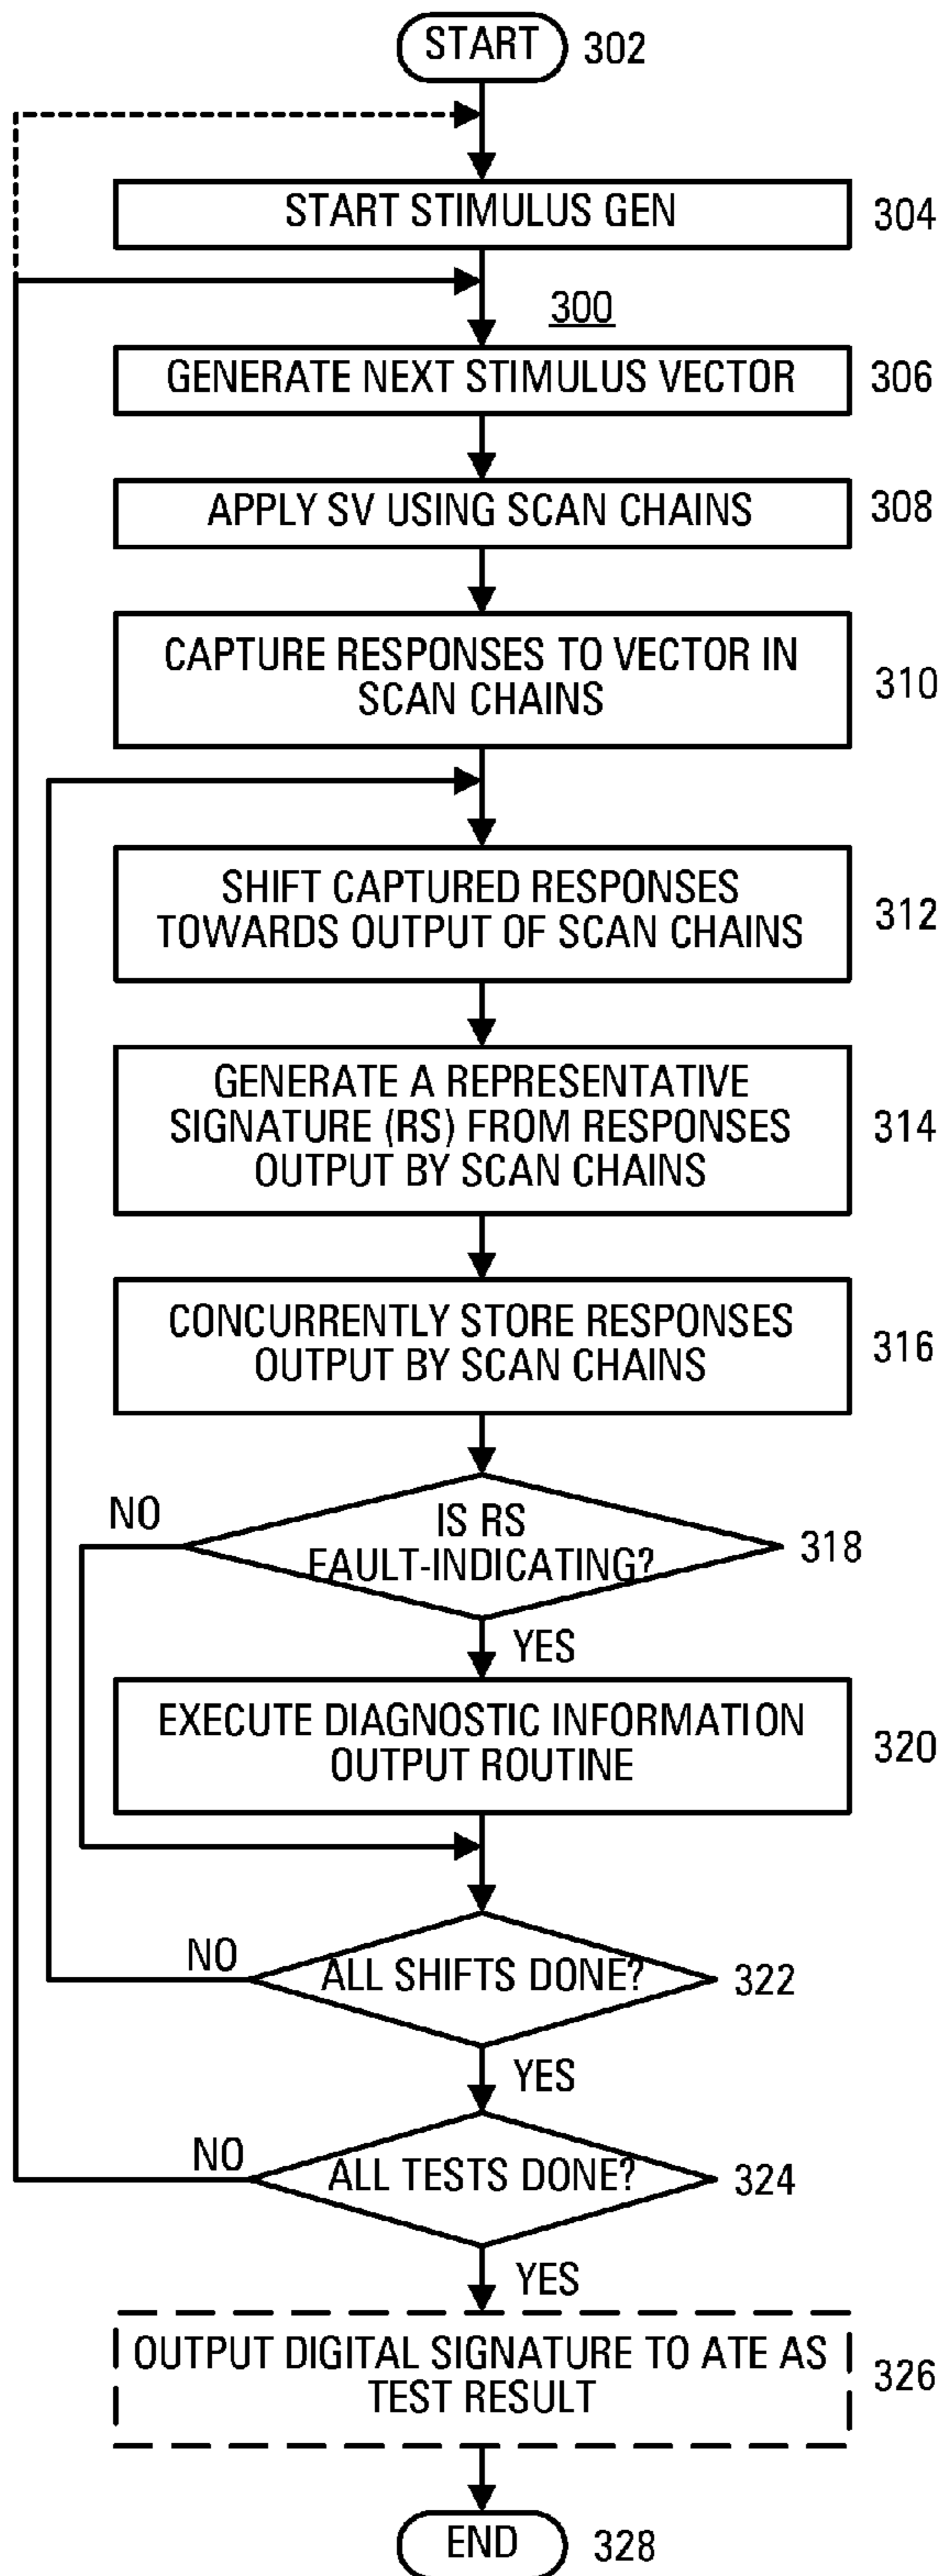 START 302
START STIMULUS GEN 304
300
GENERATE NEXT STIMULUS VECTOR 306
APPLY SV USING SCAN CHAINS 308
CAPTURE RESPONSES TO VECTOR IN
SCAN CHAINS
310
SHIFT CAPTURED RESPONSES
TOWARDS OUTPUT OF SCAN CHAINS
312
GENERATE A REPRESENTATIVE
SIGNATURE (RS) FROM RESPONSES
OUTPUT BY SCAN CHAINS
314
CONCURRENTLY STORE RESPONSES
OUTPUT BY SCAN CHAINS
316
NO
IS RS
FAULT-INDICATING?
318
YES
EXECUTE DIAGNOSTIC INFORMATION
OUTPUT ROUTINE
320
NO
ALL SHIFTS DONE? 322
YES
NO
ALL TESTS DONE? 324
YES
OUTPUT DIGITAL SIGNATURE TO ATE AS
TEST RESULT
326
END 328